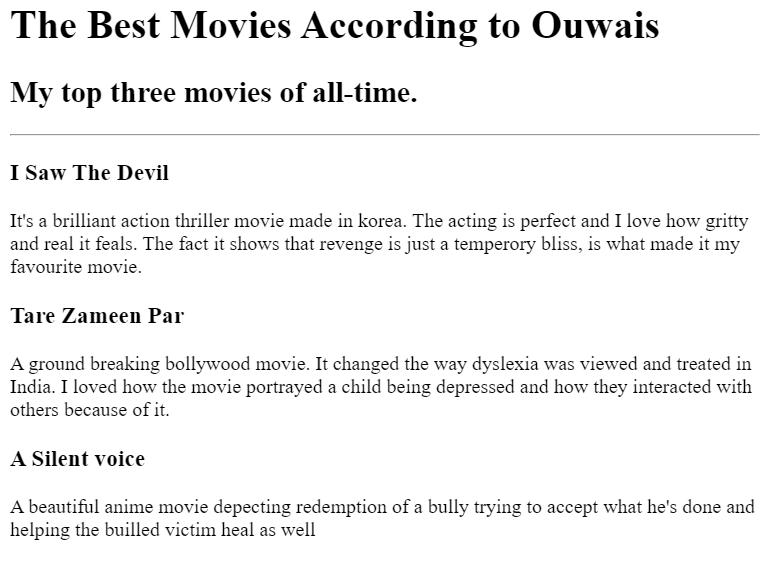 The Best Movies According to Ouwais
My top three movies of all-time.
I Saw The Devil
It's a brilliant action thriller movie made in korea. The acting is perfect and I love how gritty
and real it feals. The fact it shows that revenge is just a temperory bliss, is what made it my
favourite movie.
Tare Zameen Par
A ground breaking bollywood movie. It changed the way dyslexia was viewed and treated in
India. I loved how the movie portrayed a child being depressed and how they interacted with
others because of it.
A Silent voice
A beautiful anime movie depecting redemption of a bully trying to accept what he's done and
helping the builled victim heal as well